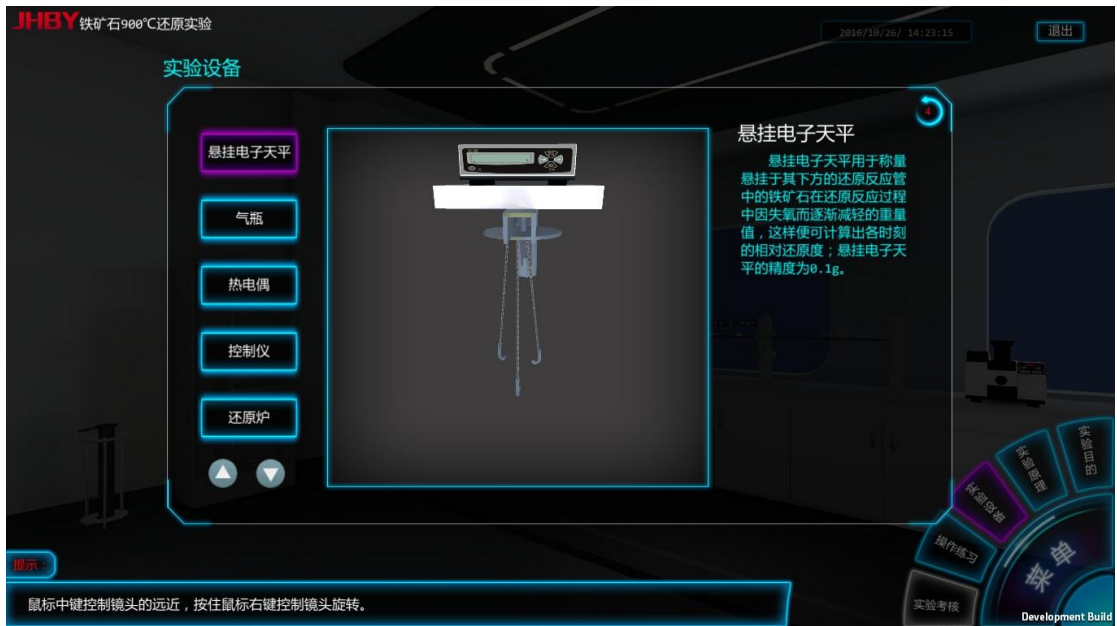 JHBY 铁矿石900℃还原实验
2016/10/26/ 14:23:15
退出
实验设备
4
悬挂电子天平
气瓶
热电偶
控制仪
还原炉
悬挂电子天平
悬挂电子天平用于称量
悬挂于其下方的还原反应管
中的铁矿石在还原反应过程
中因失氧而逐渐减轻的重量
值，这样便可计算出各时刻
的相对还原度；悬挂电子天
平的精度为0.1g。
实验目的
实验原理
实验设备
操作练习
实验考核
菜单
提示：
鼠标中键控制镜头的远近，按住鼠标右键控制镜头旋转。
Development Build